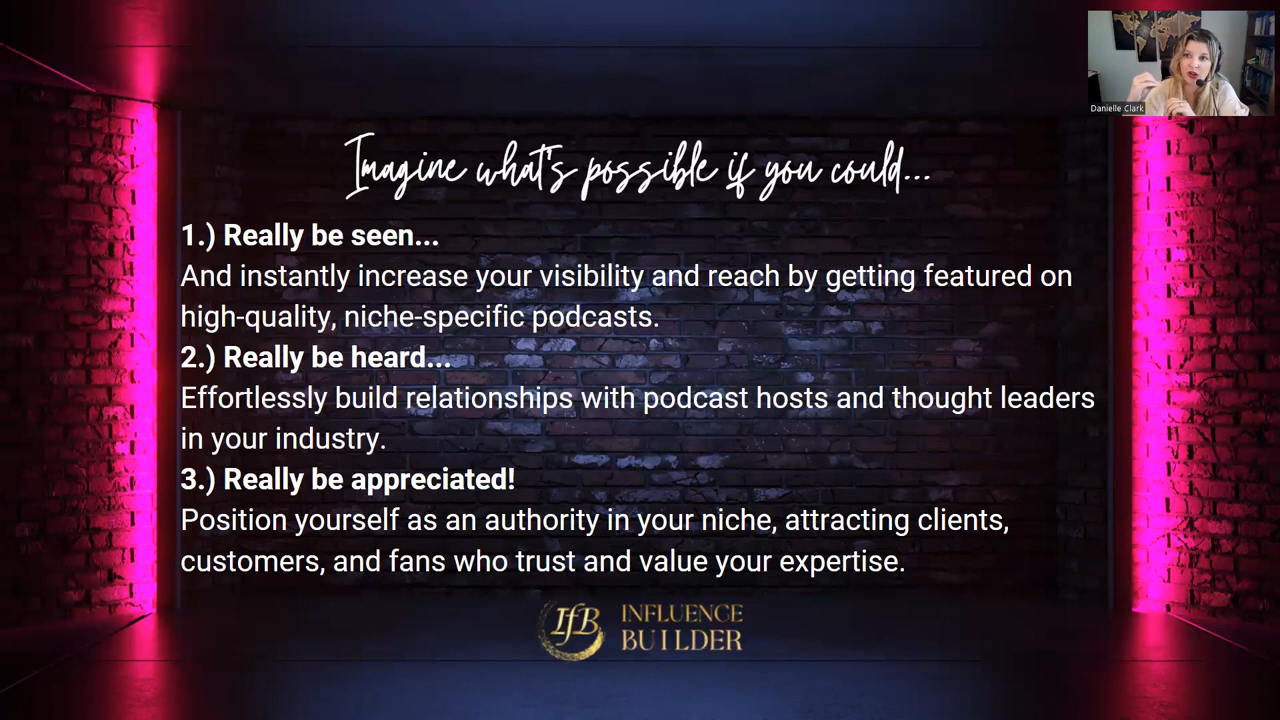 Danielle Clark
Imagine what's possible if you could...
1.) Really be seen...
And instantly increase your visibility and reach by getting featured on
high-quality, niche-specific podcasts.
2.) Really be heard...
Effortlessly build relationships with podcast hosts and thought leaders
in your industry.
3.) Really be appreciated!
Position yourself as an authority in your niche, attracting clients,
customers, and fans who trust and value your expertise.
IfB INFLUENCE
BUILDER